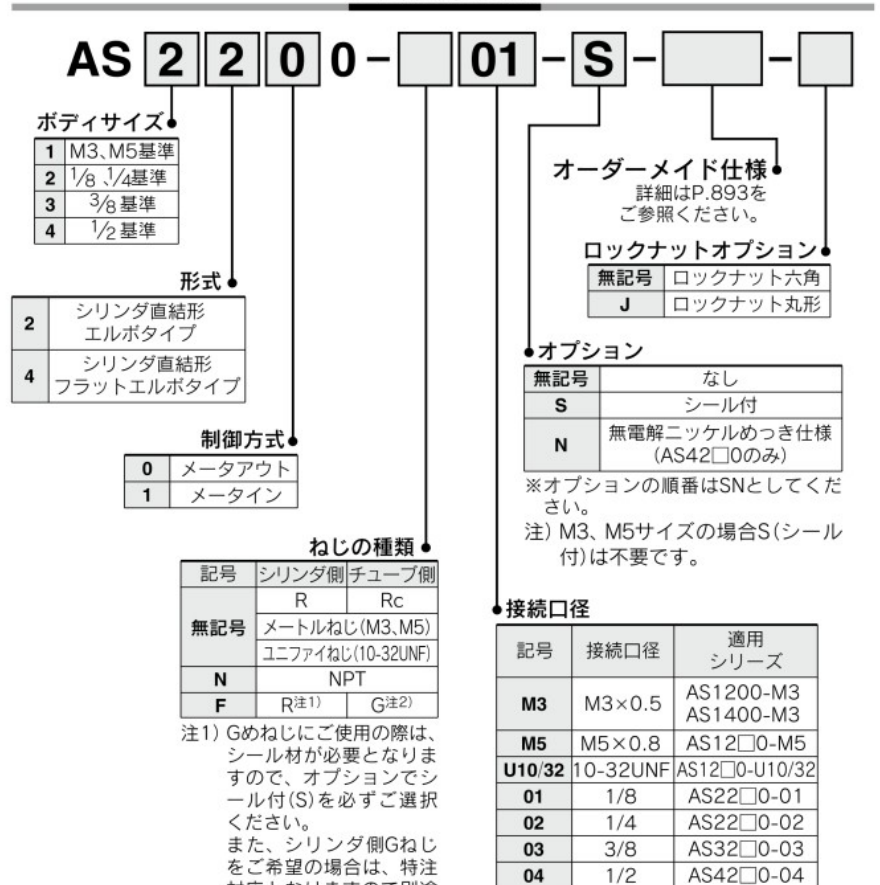 AS 2 2 0 0 - 01 - S - -
ボディサイズ
1 M3、M5基準
2 1/8、1/4基準
3 3/8基準
4 1/2基準
形式
2 シリンダ直結形
エルボタイプ
4 シリンダ直結形
フラットエルボタイプ
制御方式
0 メータアウト
1 メータイン
ねじの種類
記号 シリンダ側 チューブ側
無記号 R Rc
メートルねじ(M3、M5)
ユニファイねじ(10-32UNF)
N NPT
F R注1) G注2)
注1) Gめねじにご使用の際は、
シール材が必要となりま
すので、オプションでシ
ール付(S)を必ずご選択
ください。
また、シリンダ側Gねじ
をご希望の場合は、特注
オーダーメイド仕様
詳細はP.893を
ご参照ください。
ロックナットオプション
無記号 ロックナット六角
J ロックナット丸形
オプション
無記号 なし
S シール付
N 無電解ニッケルめっき仕様
(AS42□0のみ)
※オプションの順番はSNとしてくだ
さい。
注) M3、M5サイズの場合S(シール
付)は不要です。
接続口径
記号 接続口径 適用
シリーズ
M3 M3×0.5 AS1200-M3
AS1400-M3
M5 M5×0.8 AS12□0-M5
U10/32 10-32UNF AS12□0-U10/32
01 1/8 AS22□0-01
02 1/4 AS22□0-02
03 3/8 AS32□0-03
04 1/2 AS42□0-04